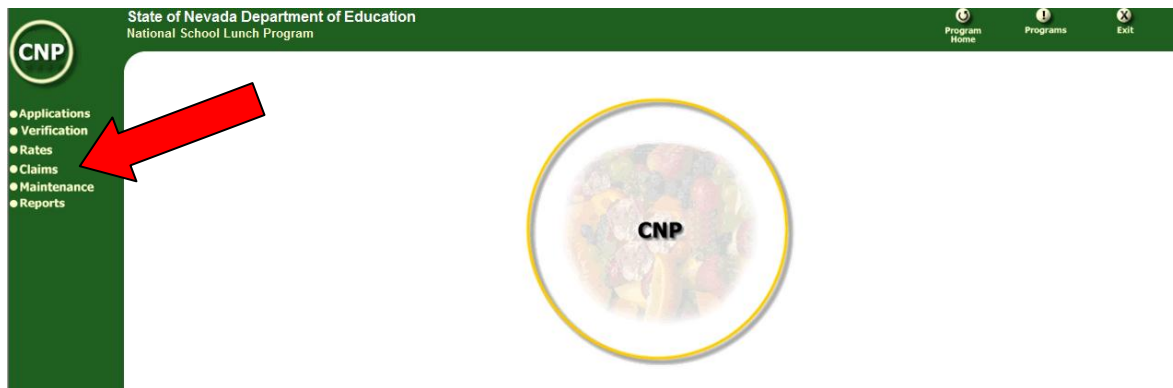 State of Nevada Department of Education
National School Lunch Program
Program
Home
Programs
Exit
CNP
Applications
Verification
Rates
Claims
Maintenance
Reports
CNP